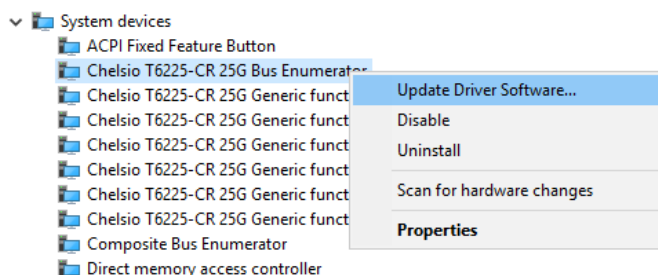 System devices
ACPI Fixed Feature Button
Chelsio T6225-CR 25G Bus Enumerator
Chelsio T6225-CR 25G Generic funct
Chelsio T6225-CR 25G Generic funct
Chelsio T6225-CR 25G Generic funct
Chelsio T6225-CR 25G Generic funct
Chelsio T6225-CR 25G Generic funct
Chelsio T6225-CR 25G Generic funct
Composite Bus Enumerator
Direct memory access controller
Update Driver Software...
Disable
Uninstall
Scan for hardware changes
Properties